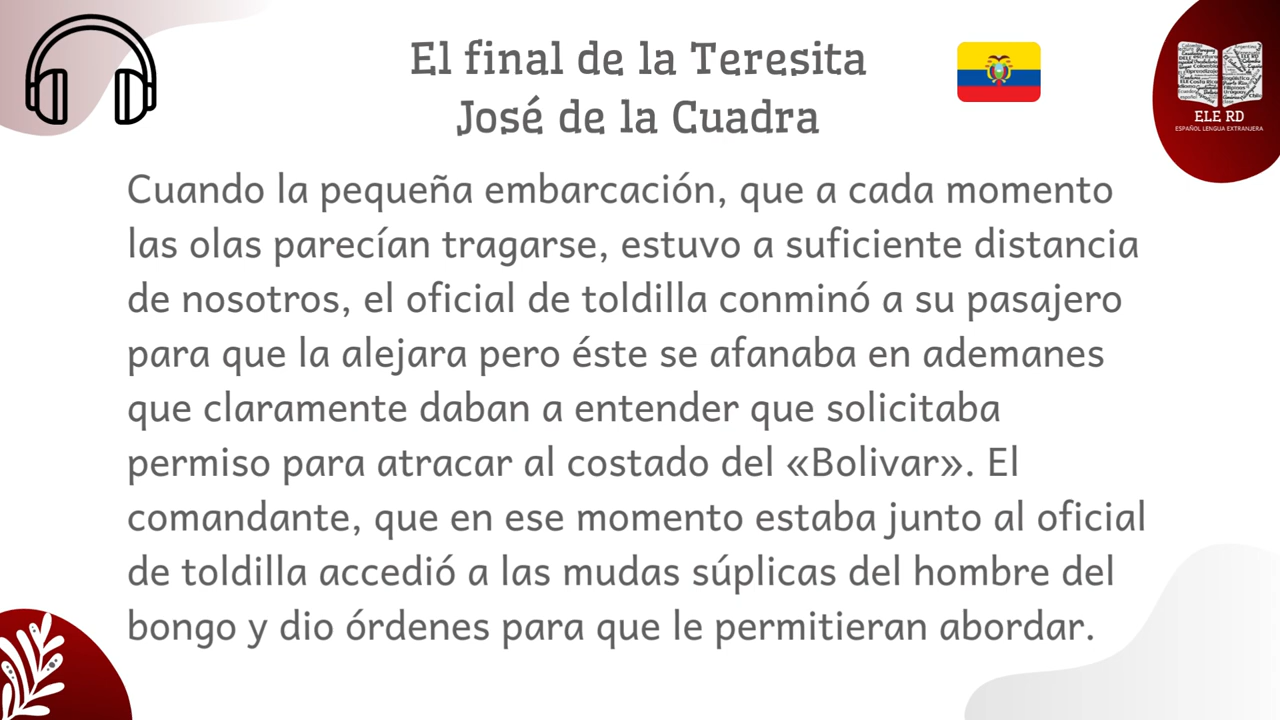 El final de la Teresita
José de la Cuadra
ELE RD
ESPAÑOL LENGUA EXTRANJERA
Cuando la pequeña embarcación, que a cada momento
las olas parecían tragarse, estuvo a suficiente distancia
de nosotros, el oficial de toldilla conminó a su pasajero
para que la alejara pero éste se afanaba en ademanes
que claramente daban a entender que solicitaba
permiso para atracar al costado del «Bolivar». El
comandante, que en ese momento estaba junto al oficial
de toldilla accedió a las mudas súplicas del hombre del
bongo y dio órdenes para que le permitieran abordar.